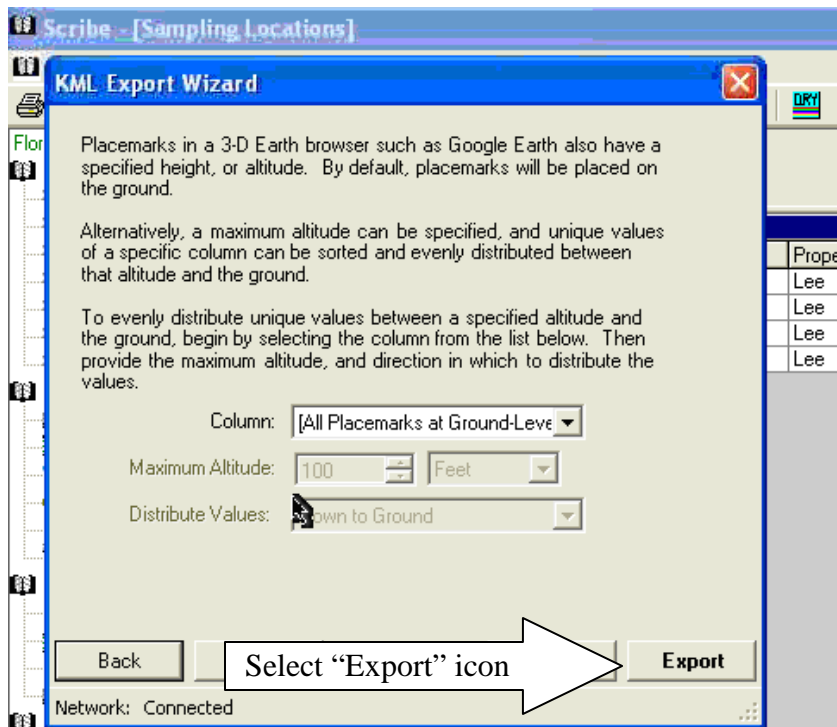 Scribe - [Sampling Locations]
KML Export Wizard
DRY
Flor
Placemarks in a 3-D Earth browser such as Google Earth also have a
specified height, or altitude. By default, placemarks will be placed on
the ground.
Alternatively, a maximum altitude can be specified, and unique values
of a specific column can be sorted and evenly distributed between
that altitude and the ground.
To evenly distribute unique values between a specified altitude and
the ground, begin by selecting the column from the list below. Then
provide the maximum altitude, and direction in which to distribute the
values.
Prope
Lee
Lee
Lee
Lee
Column: [All Placemarks at Ground-Leve
Maximum Altitude: 100 Feet
Distribute Values: own to Ground
Back
Select “Export” icon
Export
Network: Connected